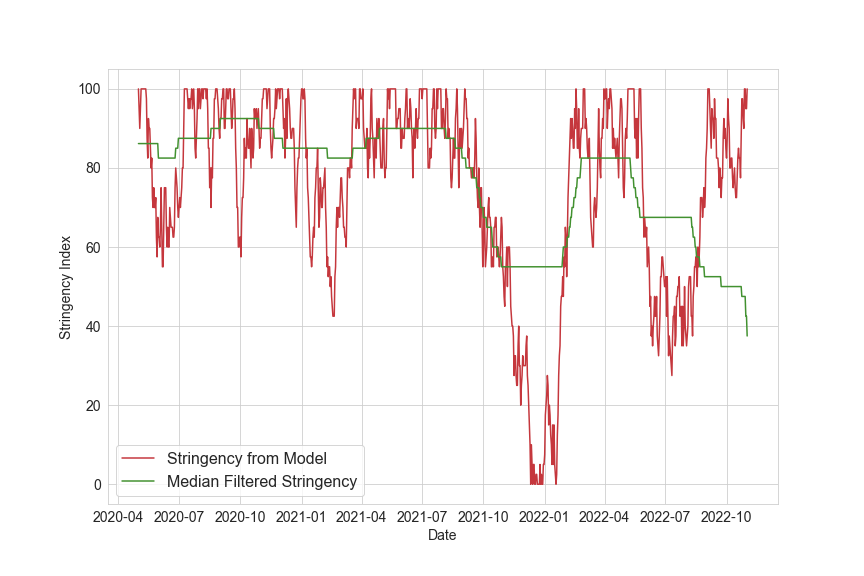 100
80
60
40
20
0
Stringency Index
Stringency from Model
Median Filtered Stringency
2020-04 2020-07 2020-10 2021-01 2021-04 2021-07 2021-10 2022-01 2022-04 2022-07 2022-10
Date